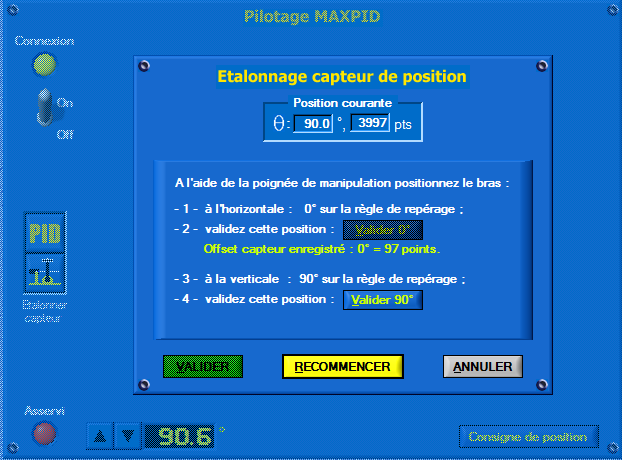 Pilotage MAXPID
Connexion
On
Off
Etalonnage capteur de position
Position courante
θ: 90.0 °, 3997 pts
A l'aide de la poignée de manipulation positionnez le bras :
- 1 - à l'horizontale : 0° sur la règle de repérage ;
- 2 - validez cette position : Valider 0°
Offset capteur enregistré : 0° = 97 points.
- 3 - à la verticale : 90° sur la règle de repérage ;
- 4 - validez cette position : Valider 90°
VALIDER RECOMMENCER ANNULER
PID
Etalonner
capteur
Asservi
90.6 °
Consigne de position